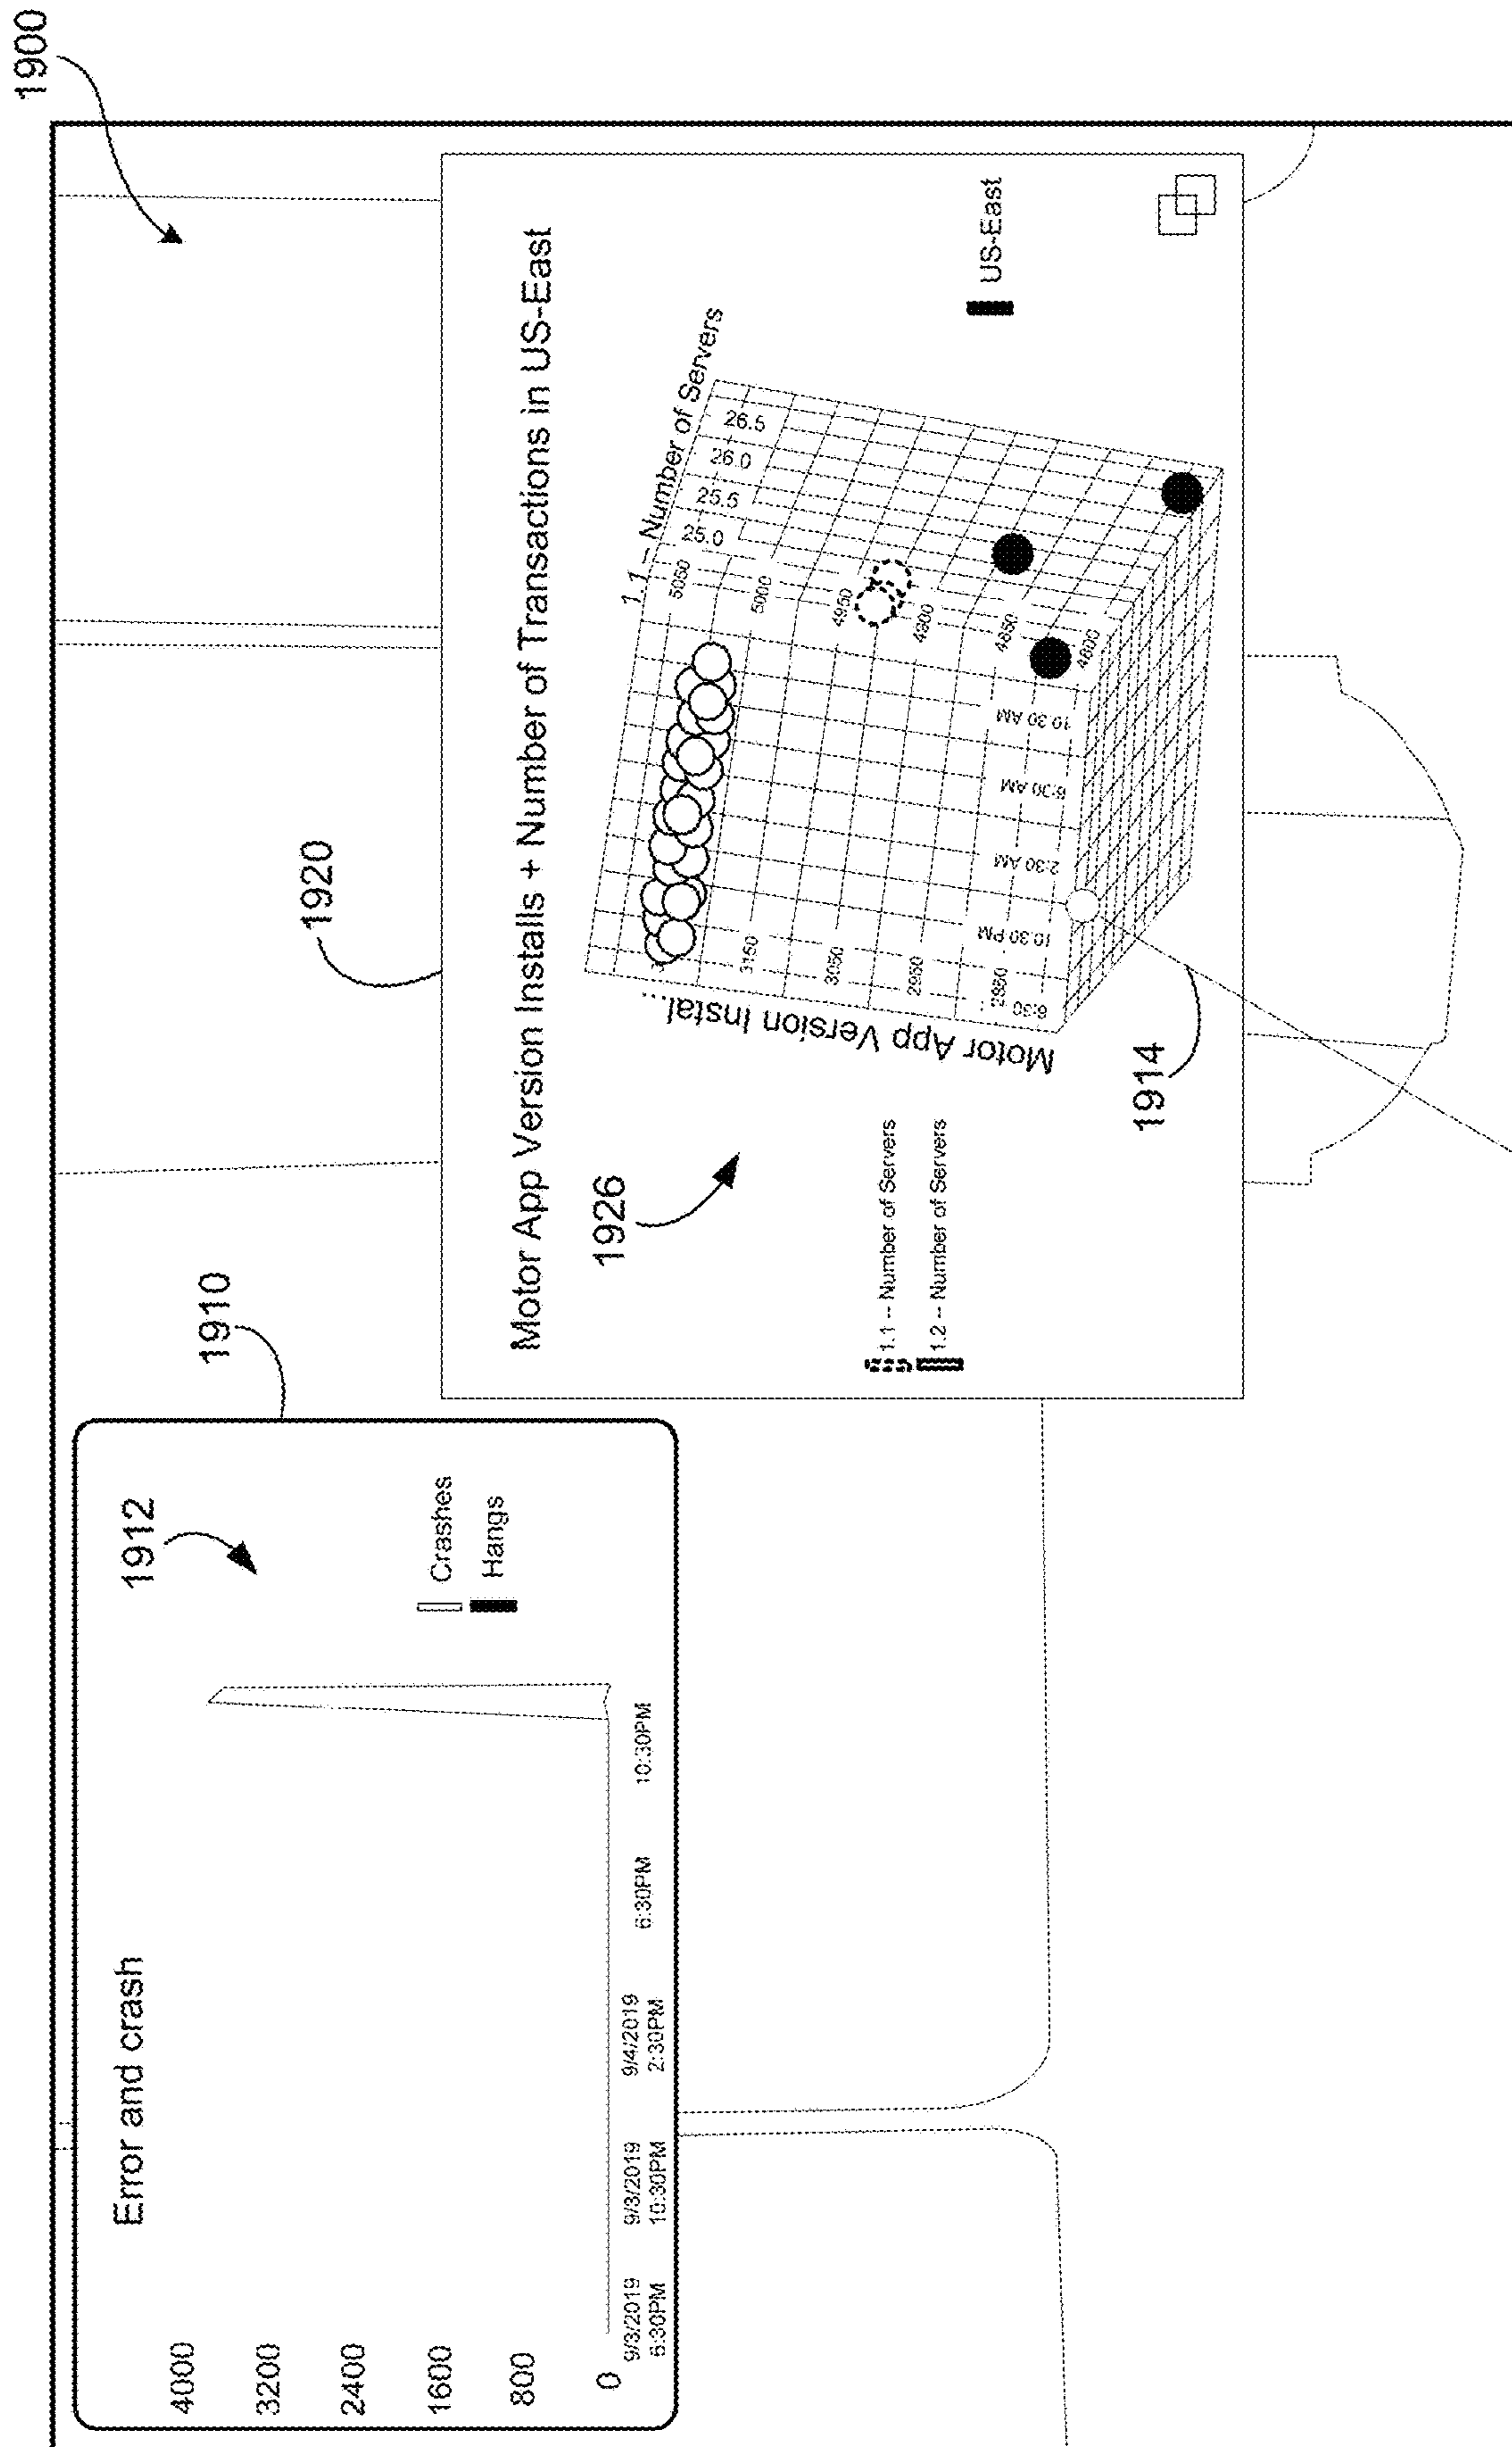 1900
1910
1912
Error and crash
4000
3200
2400
1600
800
0
9/3/2019
6:30PM
9/3/2019
10:30PM
9/4/2019
2:30PM
6:30PM
10:30PM
Crashes
Hangs
1920
Motor App Version Installs + Number of Transactions in US-East
1926
1.1 -- Number of Servers
1.2 -- Number of Servers
Motor App Version Instal...
1.1 – Number of Servers
25.0
25.5
26.0
26.5
5050
5000
4950
4900
4850
4800
3150
3050
2950
2850
6:30
10:30 PM
2:30 AM
6:30 AM
10:30 AM
US-East
1914